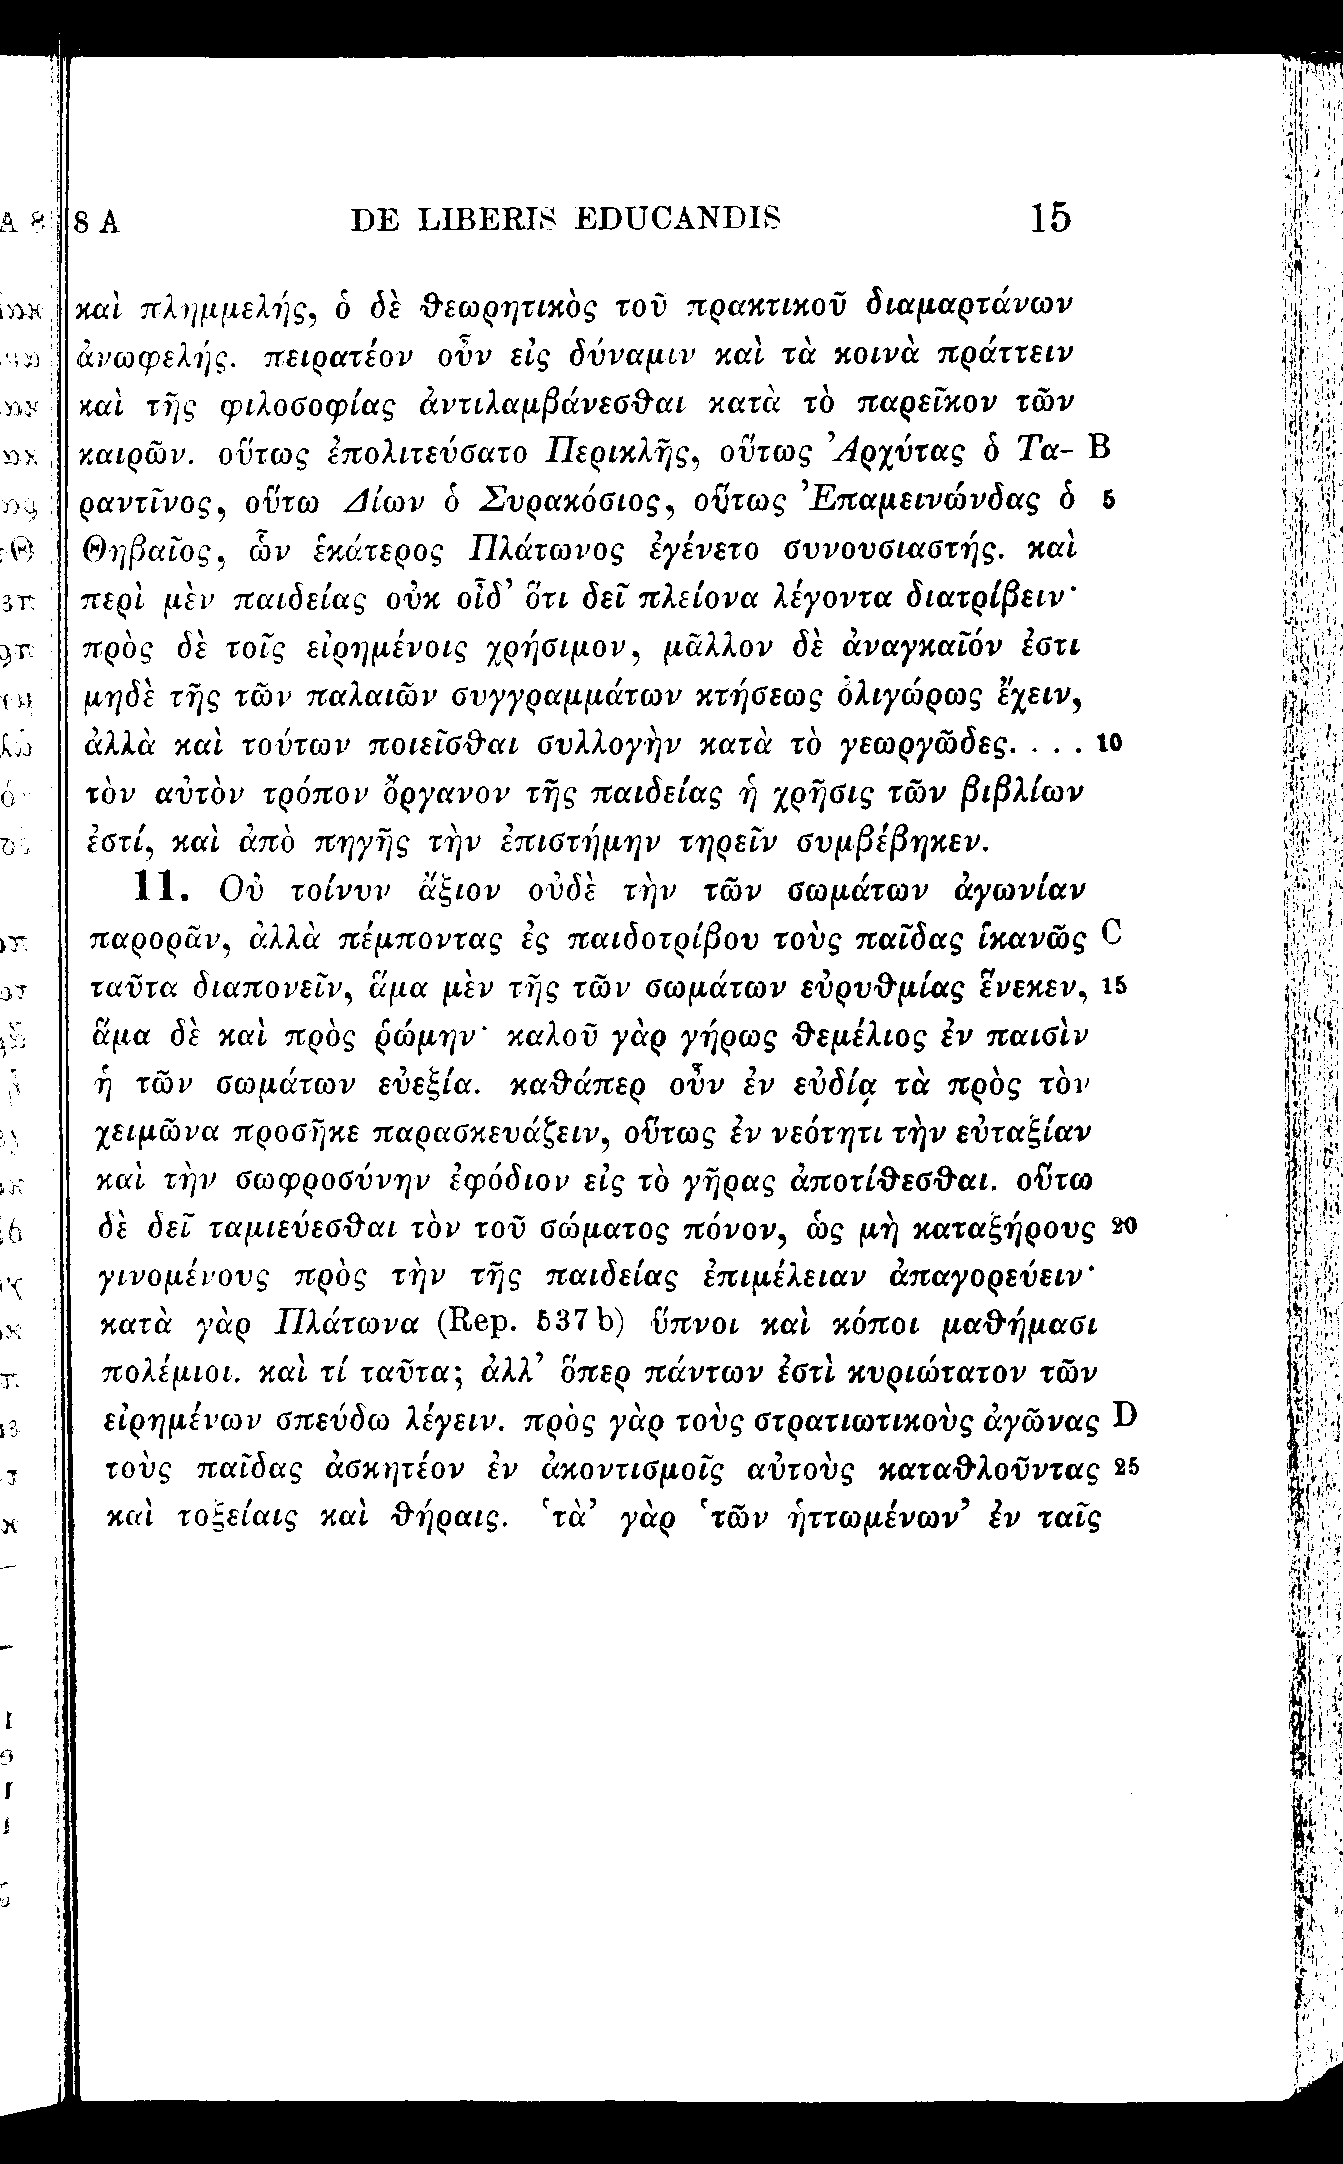 8 A DE LIBERIS EDUCANDIS 15
καὶ πλημμελής, ὁ δὲ ϑεωρητικὸς τοῦ πρακτικοῦ διαμαρτάνων
ἀνωφελής. πειρατέον οὖν εἰς δύναμιν καὶ τὰ κοινὰ πράττειν
καὶ τῆς φιλοσοφίας ἀντιλαμβάνεσϑαι κατὰ τὸ παρεῖκον τῶν
καιρῶν. οὕτως ἐπολιτεύσατο Περικλῆς, οὕτως Ἀρχύτας ὁ Τα- B
ραντῖνος, οὕτω Δίων ὁ Συρακόσιος, οὕτως Ἐπαμεινώνδας ὁ 5
Θηβαῖος, ὧν ἑκάτερος Πλάτωνος ἐγένετο συνουσιαστής. καὶ
περὶ μὲν παιδείας οὐκ οἶδ’ ὅτι δεῖ πλείονα λέγοντα διατρίβειν·
πρὸς δὲ τοῖς εἰρημένοις χρήσιμον, μᾶλλον δὲ ἀναγκαῖόν ἐστι
μηδὲ τῆς τῶν παλαιῶν συγγραμμάτων κτήσεως ὀλιγώρως ἔχειν,
ἀλλὰ καὶ τούτων ποιεῖσϑαι συλλογὴν κατὰ τὸ γεωργῶδες. . . . 10
τὸν αὐτὸν τρόπον ὄργανον τῆς παιδείας ἡ χρῆσις τῶν βιβλίων
ἐστί, καὶ ἀπὸ πηγῆς τὴν ἐπιστήμην τηρεῖν συμβέβηκεν.
11. Οὐ τοίνυν ἄξιον οὐδὲ τὴν τῶν σωμάτων ἀγωνίαν
παρορᾶν, ἀλλὰ πέμποντας ἐς παιδοτρίβου τοὺς παῖδας ἱκανῶς C
ταῦτα διαπονεῖν, ἅμα μὲν τῆς τῶν σωμάτων εὐρυϑμίας ἕνεκεν, 15
ἅμα δὲ καὶ πρὸς ῥώμην· καλοῦ γὰρ γήρως ϑεμέλιος ἐν παισὶν
ἡ τῶν σωμάτων εὐεξία. καϑάπερ οὖν ἐν εὐδίᾳ τὰ πρὸς τὸν
χειμῶνα προσῆκε παρασκευάζειν, οὕτως ἐν νεότητι τὴν εὐταξίαν
καὶ τὴν σωφροσύνην ἐφόδιον εἰς τὸ γῆρας ἀποτίϑεσϑαι. οὕτω
δὲ δεῖ ταμιεύεσϑαι τὸν τοῦ σώματος πόνον, ὡς μὴ καταξήρους 20
γινομένους πρὸς τὴν τῆς παιδείας ἐπιμέλειαν ἀπαγορεύειν·
κατὰ γὰρ Πλάτωνα (Rep. 537 b) ὕπνοι καὶ κόποι μαϑήμασι
πολέμιοι. καὶ τί ταῦτα; ἀλλ’ ὅπερ πάντων ἐστὶ κυριώτατον τῶν
εἰρημένων σπεύδω λέγειν. πρὸς γὰρ τοὺς στρατιωτικοὺς ἀγῶνας D
τοὺς παῖδας ἀσκητέον ἐν ἀκοντισμοῖς αὐτοὺς καταϑλοῦντας 25
καὶ τοξείαις καὶ ϑήραις. ‘τὰ’ γὰρ ‘τῶν ἡττωμένων’ ἐν ταῖς